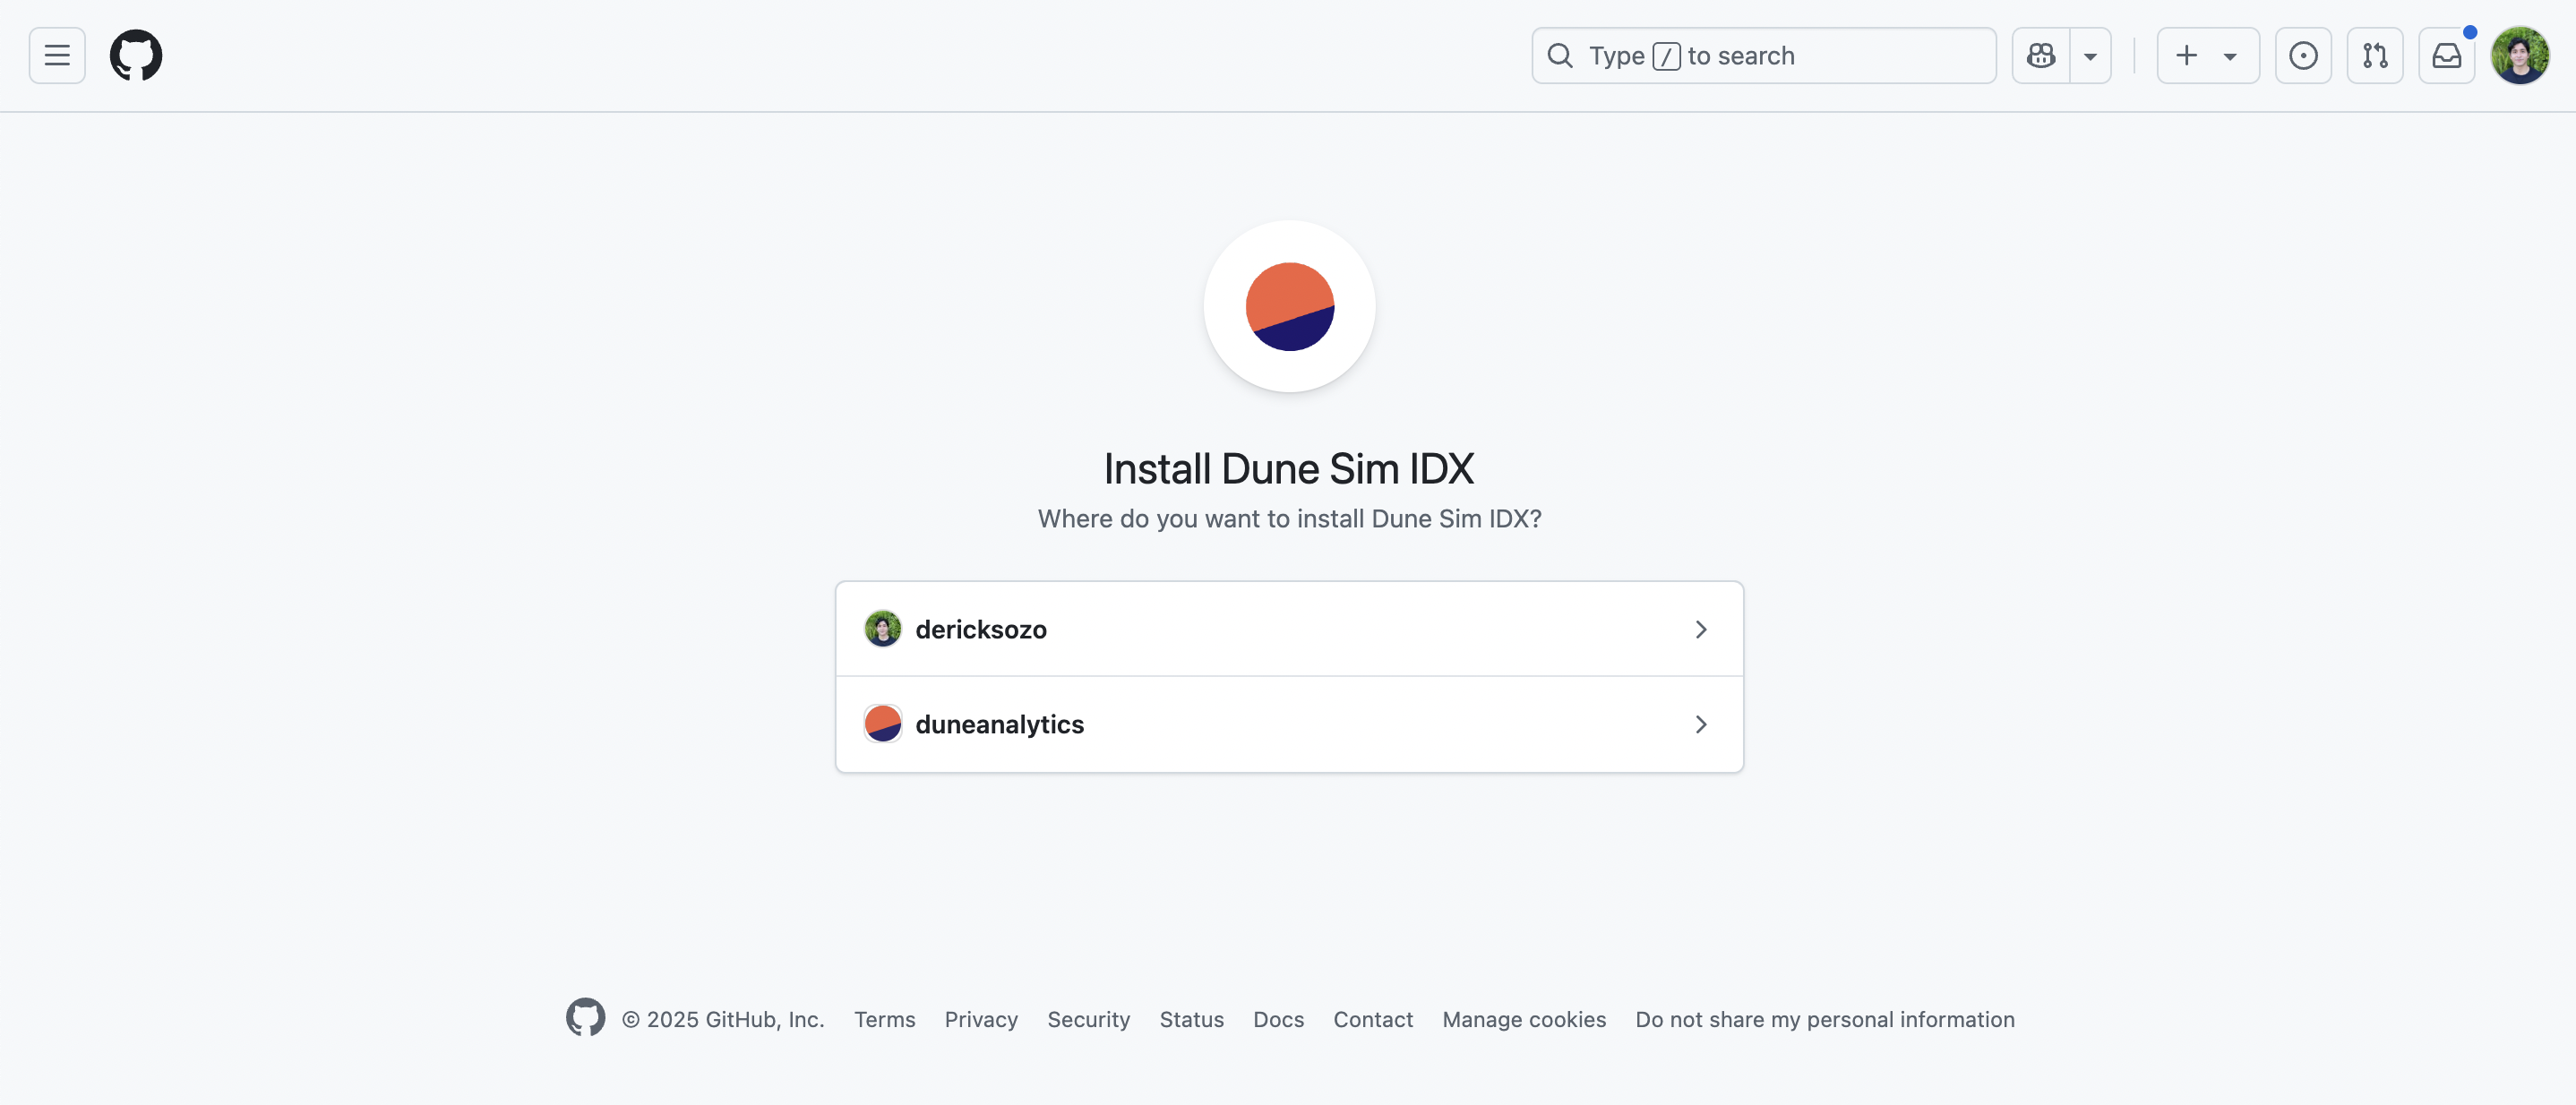 Type / to search
Install Dune Sim IDX
Where do you want to install Dune Sim IDX?
dericksozo
duneanalytics
© 2025 GitHub, Inc. Terms Privacy Security Status Docs Contact Manage cookies Do not share my personal information